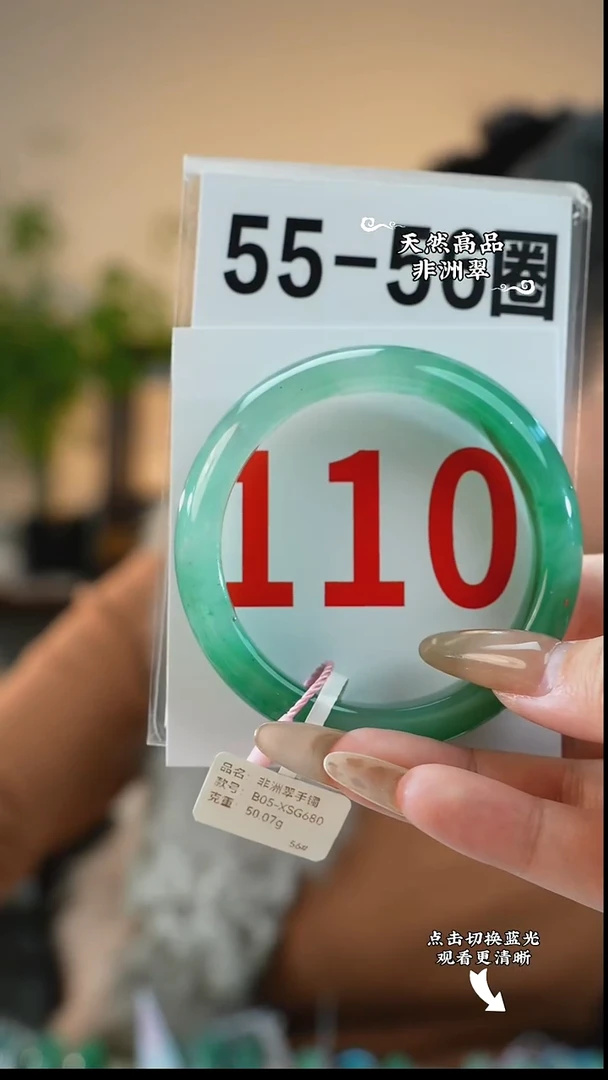 55-56圈
天然高品
非洲翠
110
品名: 非洲翠手镯
款号: B05-XSG680
克重: 50.07g
56#
点击切换蓝光
观看更清晰